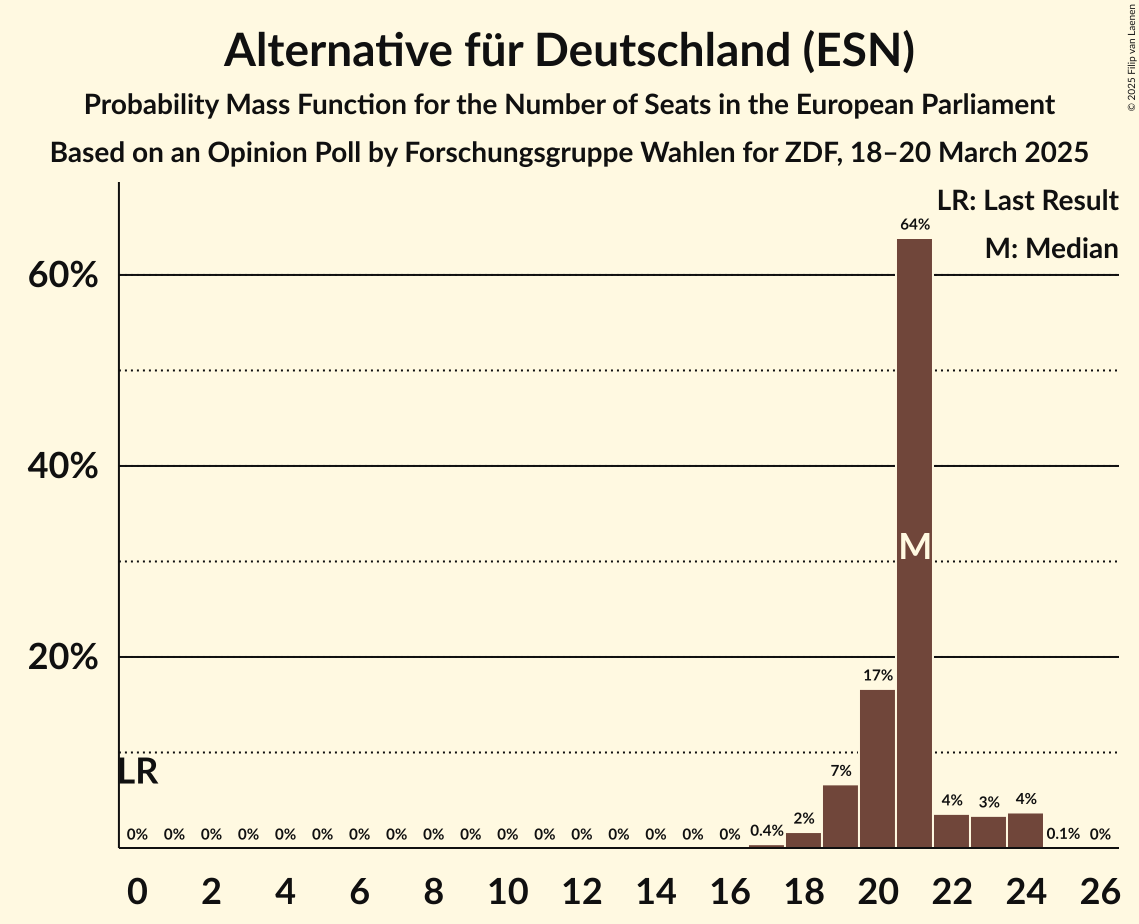 Alternative für Deutschland (ESN)
Probability Mass Function for the Number of Seats in the European Parliament
Based on an Opinion Poll by Forschungsgruppe Wahlen for ZDF, 18–20 March 2025
© 2025 Filip van Laenen
LR: Last Result
M: Median
60%
40%
20%
64%
M
17%
LR
7%
4% 3% 4%
0% 0% 0% 0% 0% 0% 0% 0% 0% 0% 0% 0% 0% 0% 0% 0% 0% 0.4% 2% 0.1% 0%
0 2 4 6 8 10 12 14 16 18 20 22 24 26